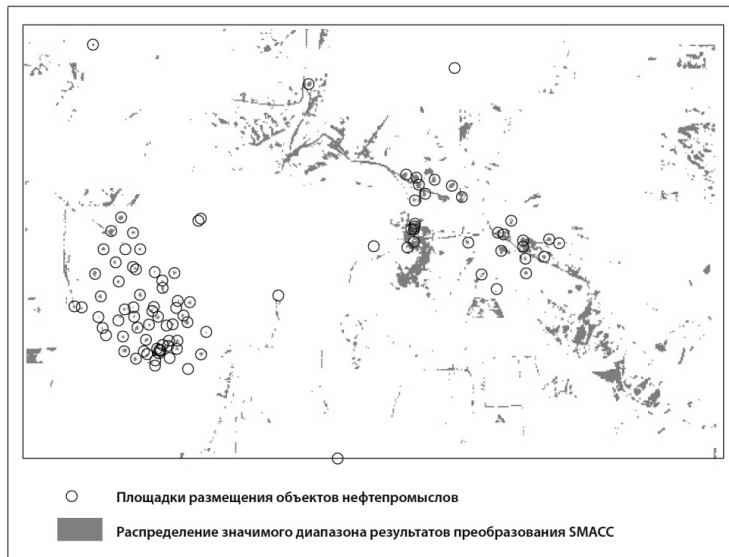 Площадки размещения объектов нефтепромыслов
Распределение значимого диапазона результатов преобразования SMACC